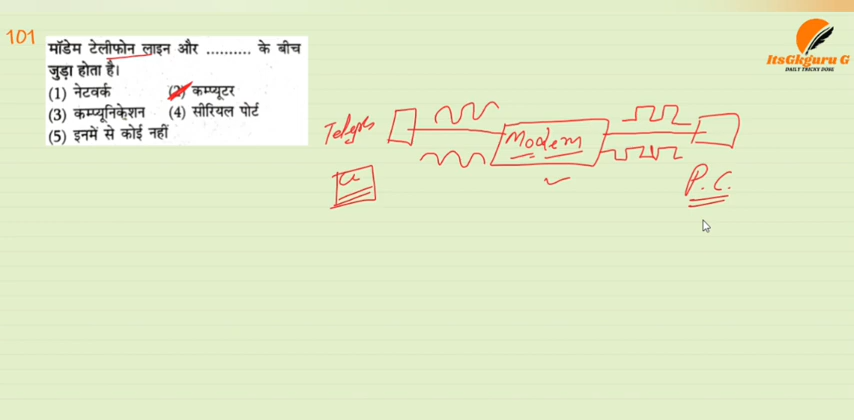 101
मॉडेम टेलीफोन लाइन और .......... के बीच
जुड़ा होता है।
(1) नेटवर्क (2) कम्प्यूटर
(3) कम्यूनिकेशन (4) सीरियल पोर्ट
(5) इनमें से कोई नहीं
ItsGkguru G
DAILY TRICKY DOSE
Modem
P.C.